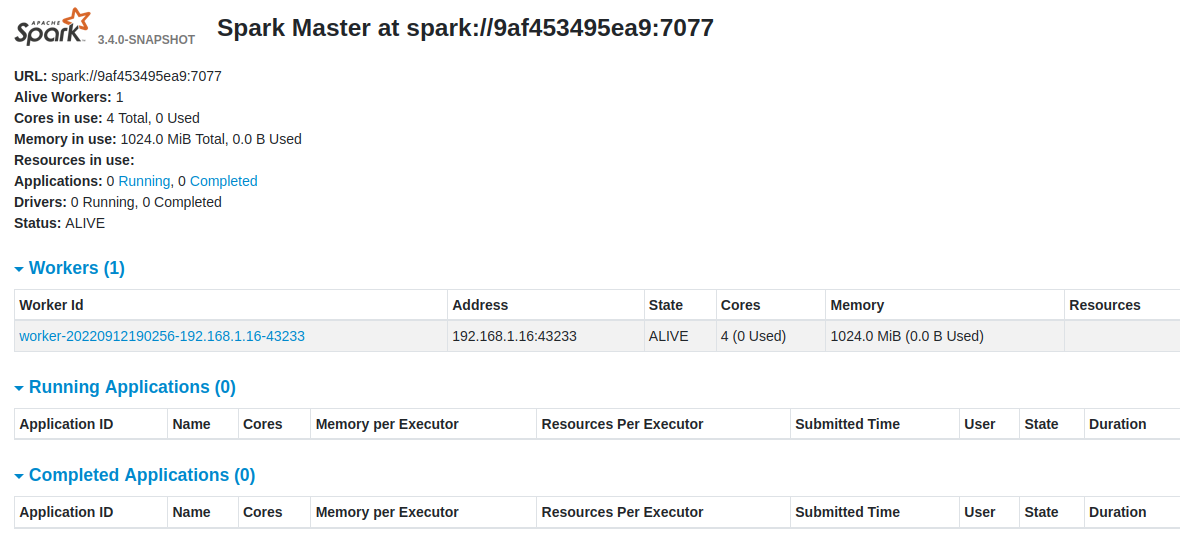 APACHE
Spark™ 3.4.0-SNAPSHOT Spark Master at spark://9af453495ea9:7077
URL: spark://9af453495ea9:7077
Alive Workers: 1
Cores in use: 4 Total, 0 Used
Memory in use: 1024.0 MiB Total, 0.0 B Used
Resources in use:
Applications: 0 Running, 0 Completed
Drivers: 0 Running, 0 Completed
Status: ALIVE
Workers (1)
Worker Id Address State Cores Memory Resources
worker-20220912190256-192.168.1.16-43233 192.168.1.16:43233 ALIVE 4 (0 Used) 1024.0 MiB (0.0 B Used)
Running Applications (0)
Application ID Name Cores Memory per Executor Resources Per Executor Submitted Time User State Duration
Completed Applications (0)
Application ID Name Cores Memory per Executor Resources Per Executor Submitted Time User State Duration